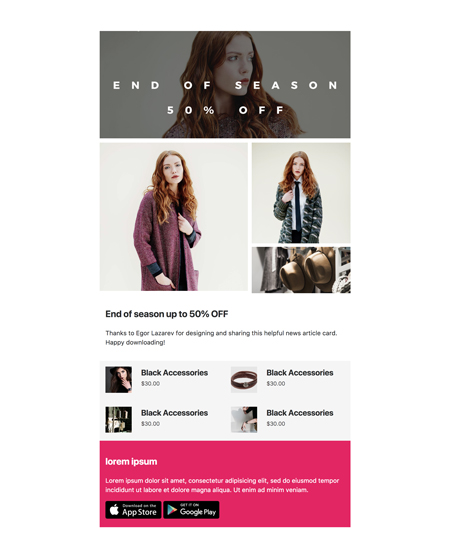 END OF SEASON
50% OFF
End of season up to 50% OFF
Thanks to Egor Lazarev for designing and sharing this helpful news article card.
Happy downloading!
Black Accessories
$30.00
Black Accessories
$30.00
Black Accessories
$30.00
Black Accessories
$30.00
lorem ipsum
Lorem ipsum dolor sit amet, consectetur adipisicing elit, sed do eiusmod tempor
incididunt ut labore et dolore magna aliqua. Ut enim ad minim veniam.
Download on the
App Store
GET IT ON
Google Play